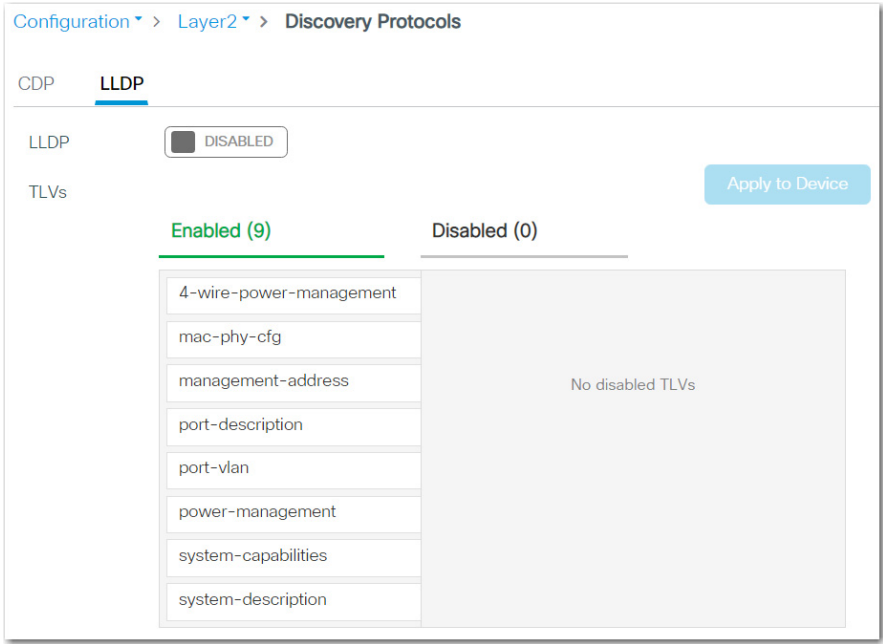 Configuration > Layer2 > Discovery Protocols
CDP LLDP
LLDP DISABLED
TLVs
Apply to Device
Enabled (9) Disabled (0)
4-wire-power-management
mac-phy-cfg
management-address
No disabled TLVs
port-description
port-vlan
power-management
system-capabilities
system-description